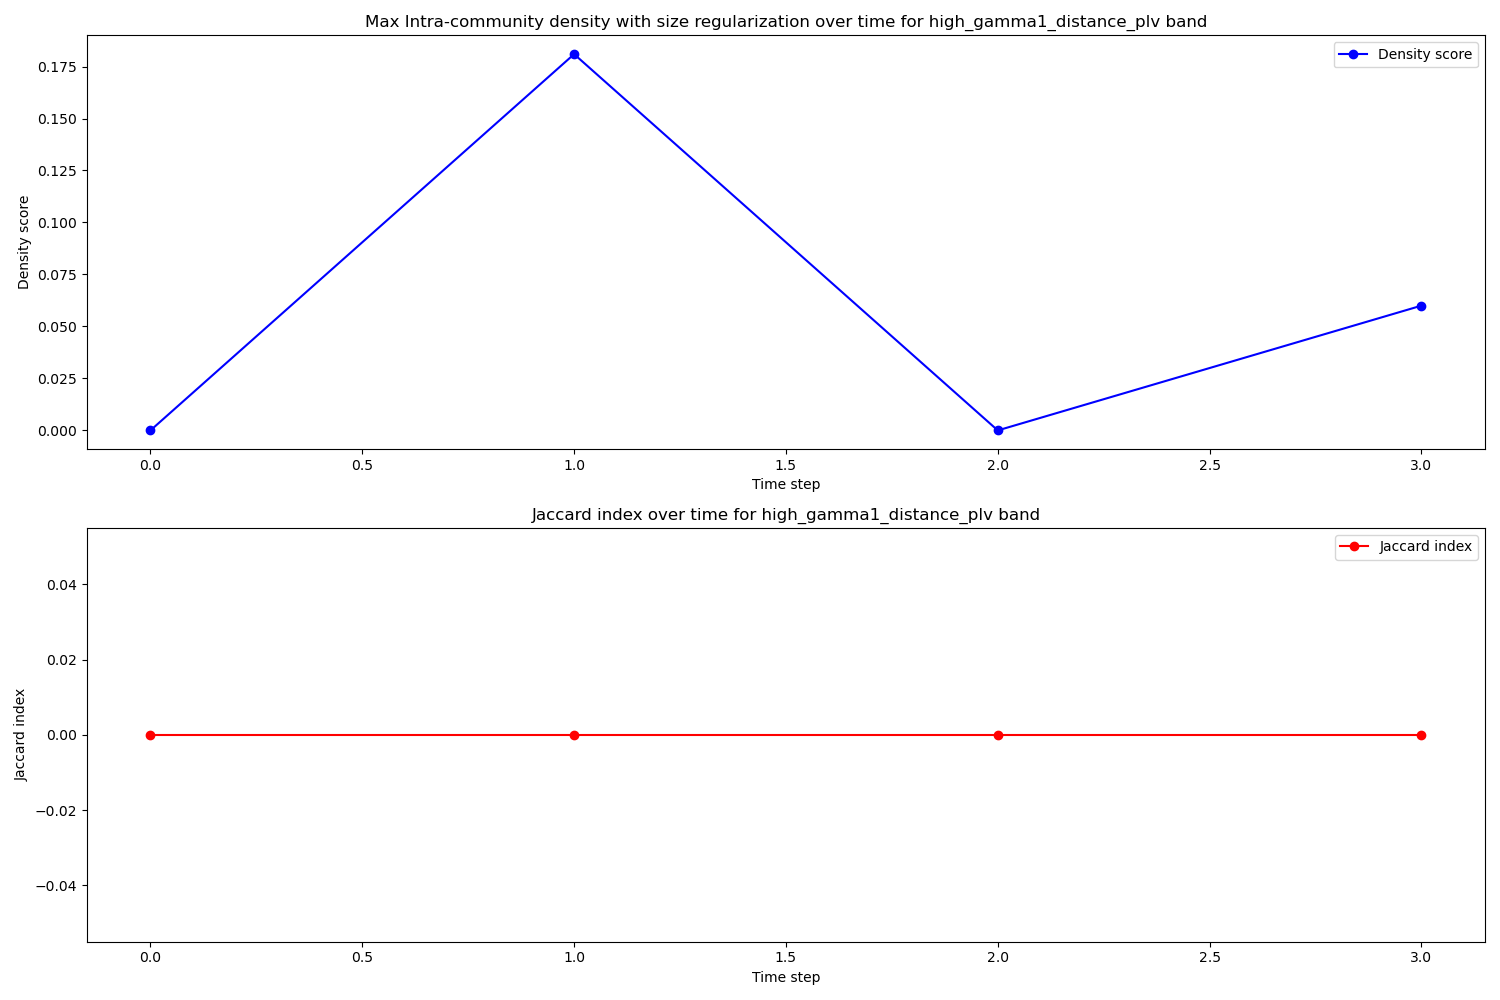 Max Intra-community density with size regularization over time for high_gamma1_distance_plv band
Density score
0.175
0.150
0.125
0.100
0.075
0.050
0.025
0.000
Density score
0.0 0.5 1.0 1.5 2.0 2.5 3.0
Time step
Jaccard index over time for high_gamma1_distance_plv band
Jaccard index
0.04
0.02
0.00
−0.02
−0.04
Jaccard index
0.0 0.5 1.0 1.5 2.0 2.5 3.0
Time step